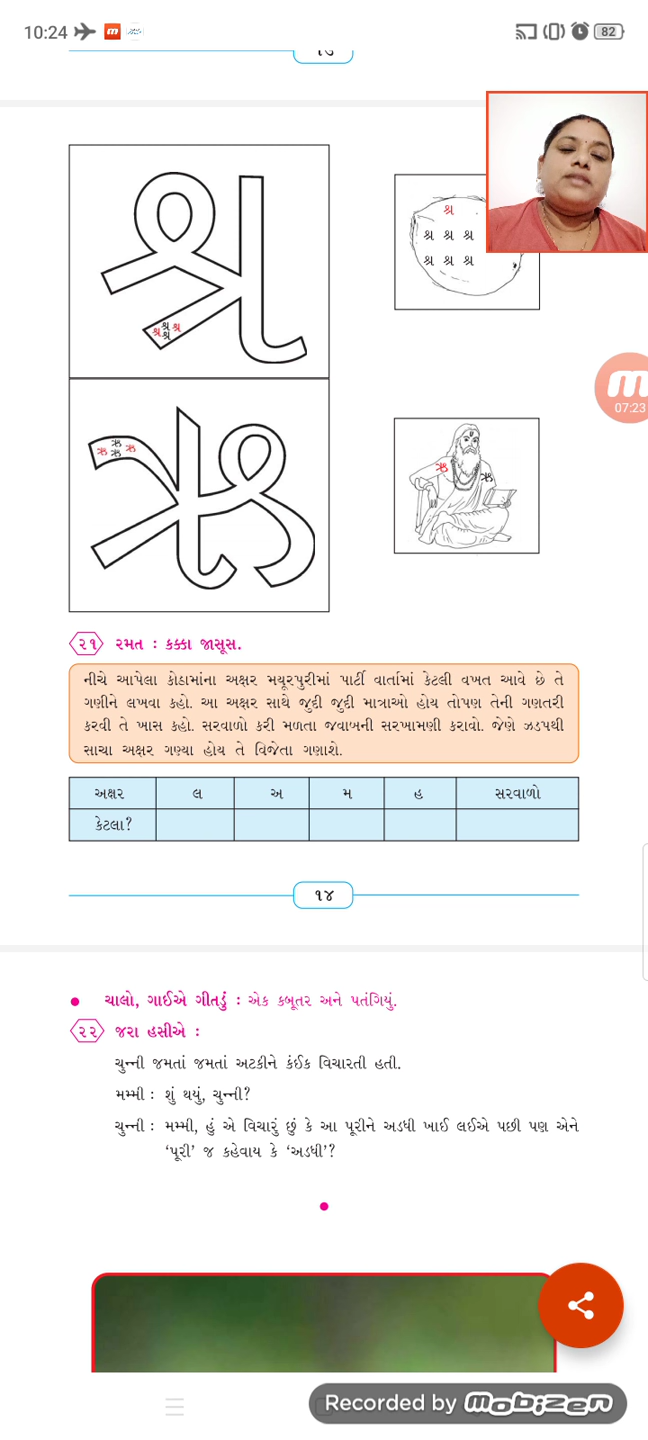 10:24
82
શ્ર
શ્ર
શ્ર શ્ર શ્ર
શ્ર શ્ર શ્ર
શ્ર શ્ર શ્ર
શ્ર
07:23
ઋ
ઋ ઋ ઋ
ઋ
ઋ ઋ
૨૧ રમત : કક્કા જાસૂસ.
નીચે આપેલા કોઠામાંના અક્ષર મયૂરપુરીમાં પાર્ટી વાર્તામાં કેટલી વખત આવે છે તે
ગણીને લખવા કહો. આ અક્ષર સાથે જુદી જુદી માત્રાઓ હોય તોપણ તેની ગણતરી
કરવી તે ખાસ કહો. સરવાળો કરી મળતા જવાબની સરખામણી કરાવો. જેણે ઝડપથી
સાચા અક્ષર ગણ્યા હોય તે વિજેતા ગણાશે.
અક્ષર લ અ મ હ સરવાળો
કેટલા?
૧૪
• ચાલો, ગાઈએ ગીતડું : એક કબૂતર અને પતંગિયું.
૨૨ જરા હસીએ :
ચુન્ની જમતાં જમતાં અટકીને કંઈક વિચારતી હતી.
મમ્મી : શું થયું, ચુન્ની?
ચુન્ની : મમ્મી, હું એ વિચારું છું કે આ પૂરીને અડધી ખાઈ લઈએ પછી પણ એને
‘પૂરી’ જ કહેવાય કે ‘અડધી’?
Recorded by mobizen